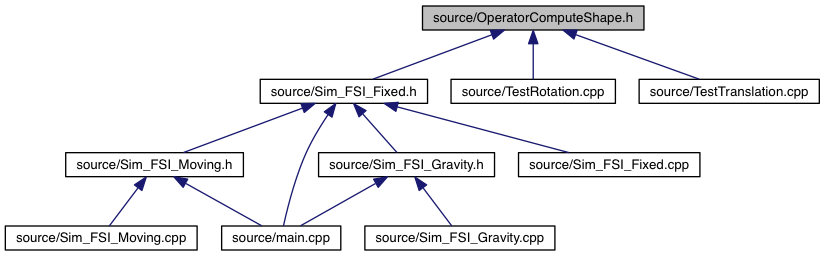 source/OperatorComputeShape.h
source/Sim_FSI_Fixed.h
source/TestRotation.cpp
source/TestTranslation.cpp
source/Sim_FSI_Moving.h
source/Sim_FSI_Gravity.h
source/Sim_FSI_Fixed.cpp
source/Sim_FSI_Moving.cpp
source/main.cpp
source/Sim_FSI_Gravity.cpp